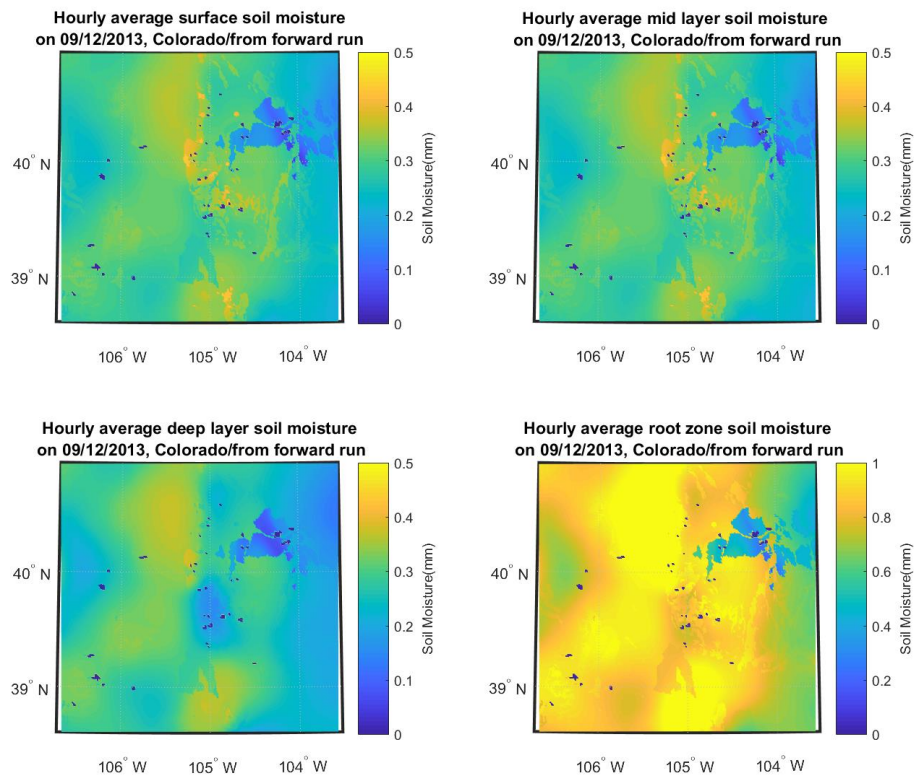 Hourly average surface soil moisture
on 09/12/2013, Colorado/from forward run
40° N
39° N
106° W
105° W
104° W
0.5
0.4
0.3
0.2
0.1
0
Soil Moisture(mm)
Hourly average mid layer soil moisture
on 09/12/2013, Colorado/from forward run
40° N
39° N
106° W
105° W
104° W
0.5
0.4
0.3
0.2
0.1
0
Soil Moisture(mm)
Hourly average deep layer soil moisture
on 09/12/2013, Colorado/from forward run
40° N
39° N
106° W
105° W
104° W
0.5
0.4
0.3
0.2
0.1
0
Soil Moisture(mm)
Hourly average root zone soil moisture
on 09/12/2013, Colorado/from forward run
40° N
39° N
106° W
105° W
104° W
1
0.8
0.6
0.4
0.2
0
Soil Moisture(mm)